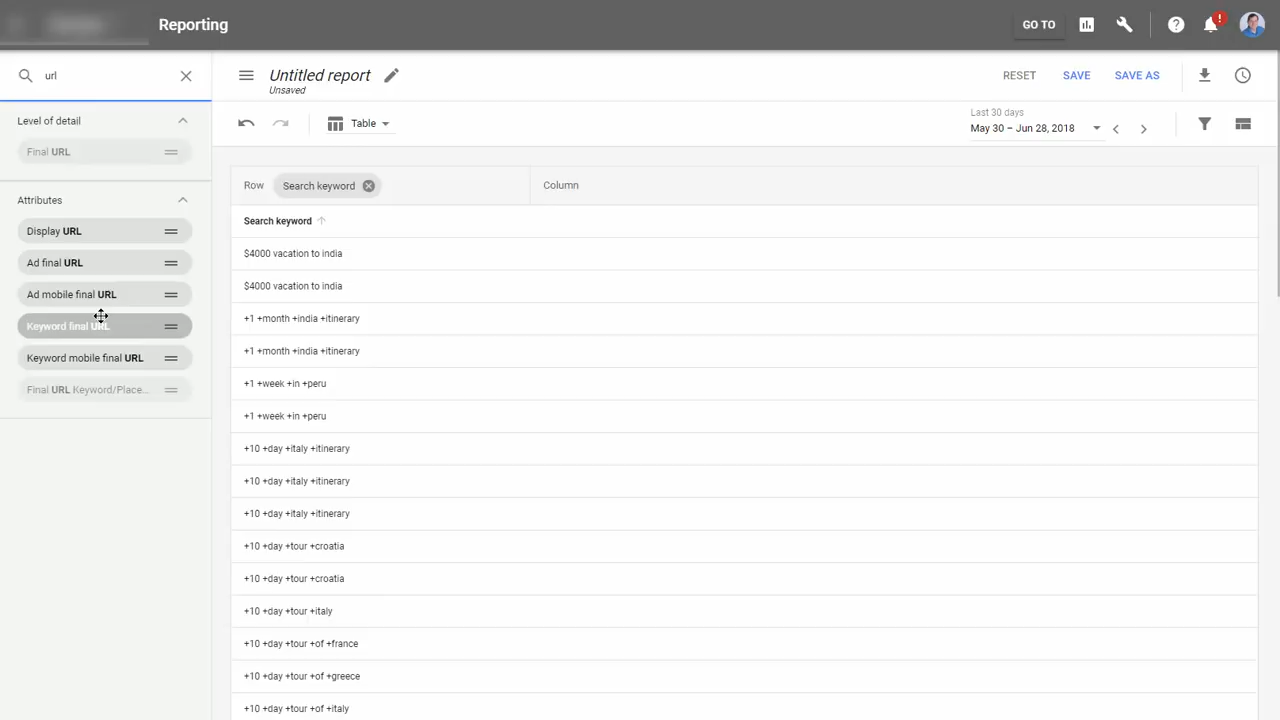 Reporting
GO TO
!
url
Level of detail
Final URL
Attributes
Display URL
Ad final URL
Ad mobile final URL
Keyword final URL
Keyword mobile final URL
Final URL Keyword/Place...
Untitled report
Unsaved
RESET
SAVE
SAVE AS
Table
Last 30 days
May 30 – Jun 28, 2018
Row
Search keyword
Column
Search keyword
$4000 vacation to india
$4000 vacation to india
+1 +month +india +itinerary
+1 +month +india +itinerary
+1 +week +in +peru
+1 +week +in +peru
+10 +day +italy +itinerary
+10 +day +italy +itinerary
+10 +day +italy +itinerary
+10 +day +tour +croatia
+10 +day +tour +croatia
+10 +day +tour +italy
+10 +day +tour +of +france
+10 +day +tour +of +greece
+10 +day +tour +of +italy